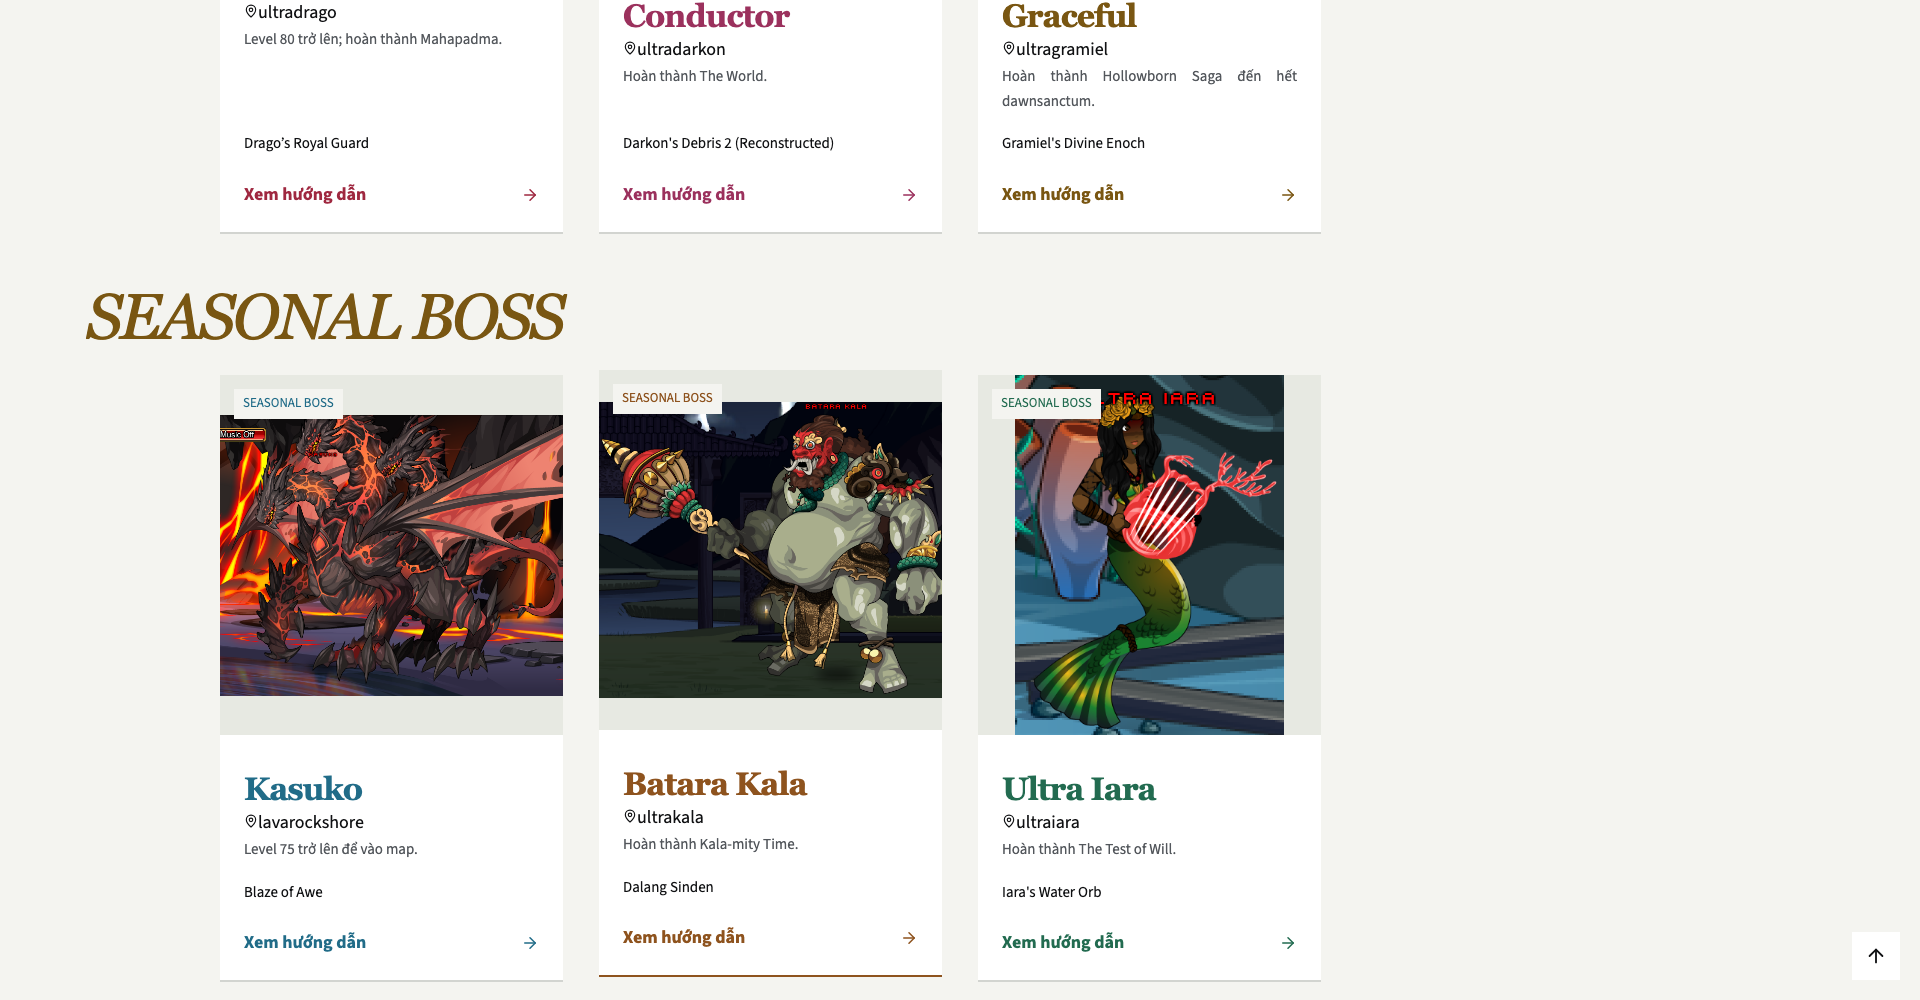 ultradrago
Level 80 trở lên; hoàn thành Mahapadma.
Drago’s Royal Guard
Xem hướng dẫn
Conductor
ultradarkon
Hoàn thành The World.
Darkon's Debris 2 (Reconstructed)
Xem hướng dẫn
Graceful
ultragramiel
Hoàn thành Hollowborn Saga đến hết
dawnsanctum.
Gramiel's Divine Enoch
Xem hướng dẫn
SEASONAL BOSS
SEASONAL BOSS
Music Off
Kasuko
lavarockshore
Level 75 trở lên để vào map.
Blaze of Awe
Xem hướng dẫn
SEASONAL BOSS
BATARA KALA
Batara Kala
ultrakala
Hoàn thành Kala-mity Time.
Dalang Sinden
Xem hướng dẫn
SEASONAL BOSS
LTRA IARA
Ultra Iara
ultraiara
Hoàn thành The Test of Will.
Iara's Water Orb
Xem hướng dẫn